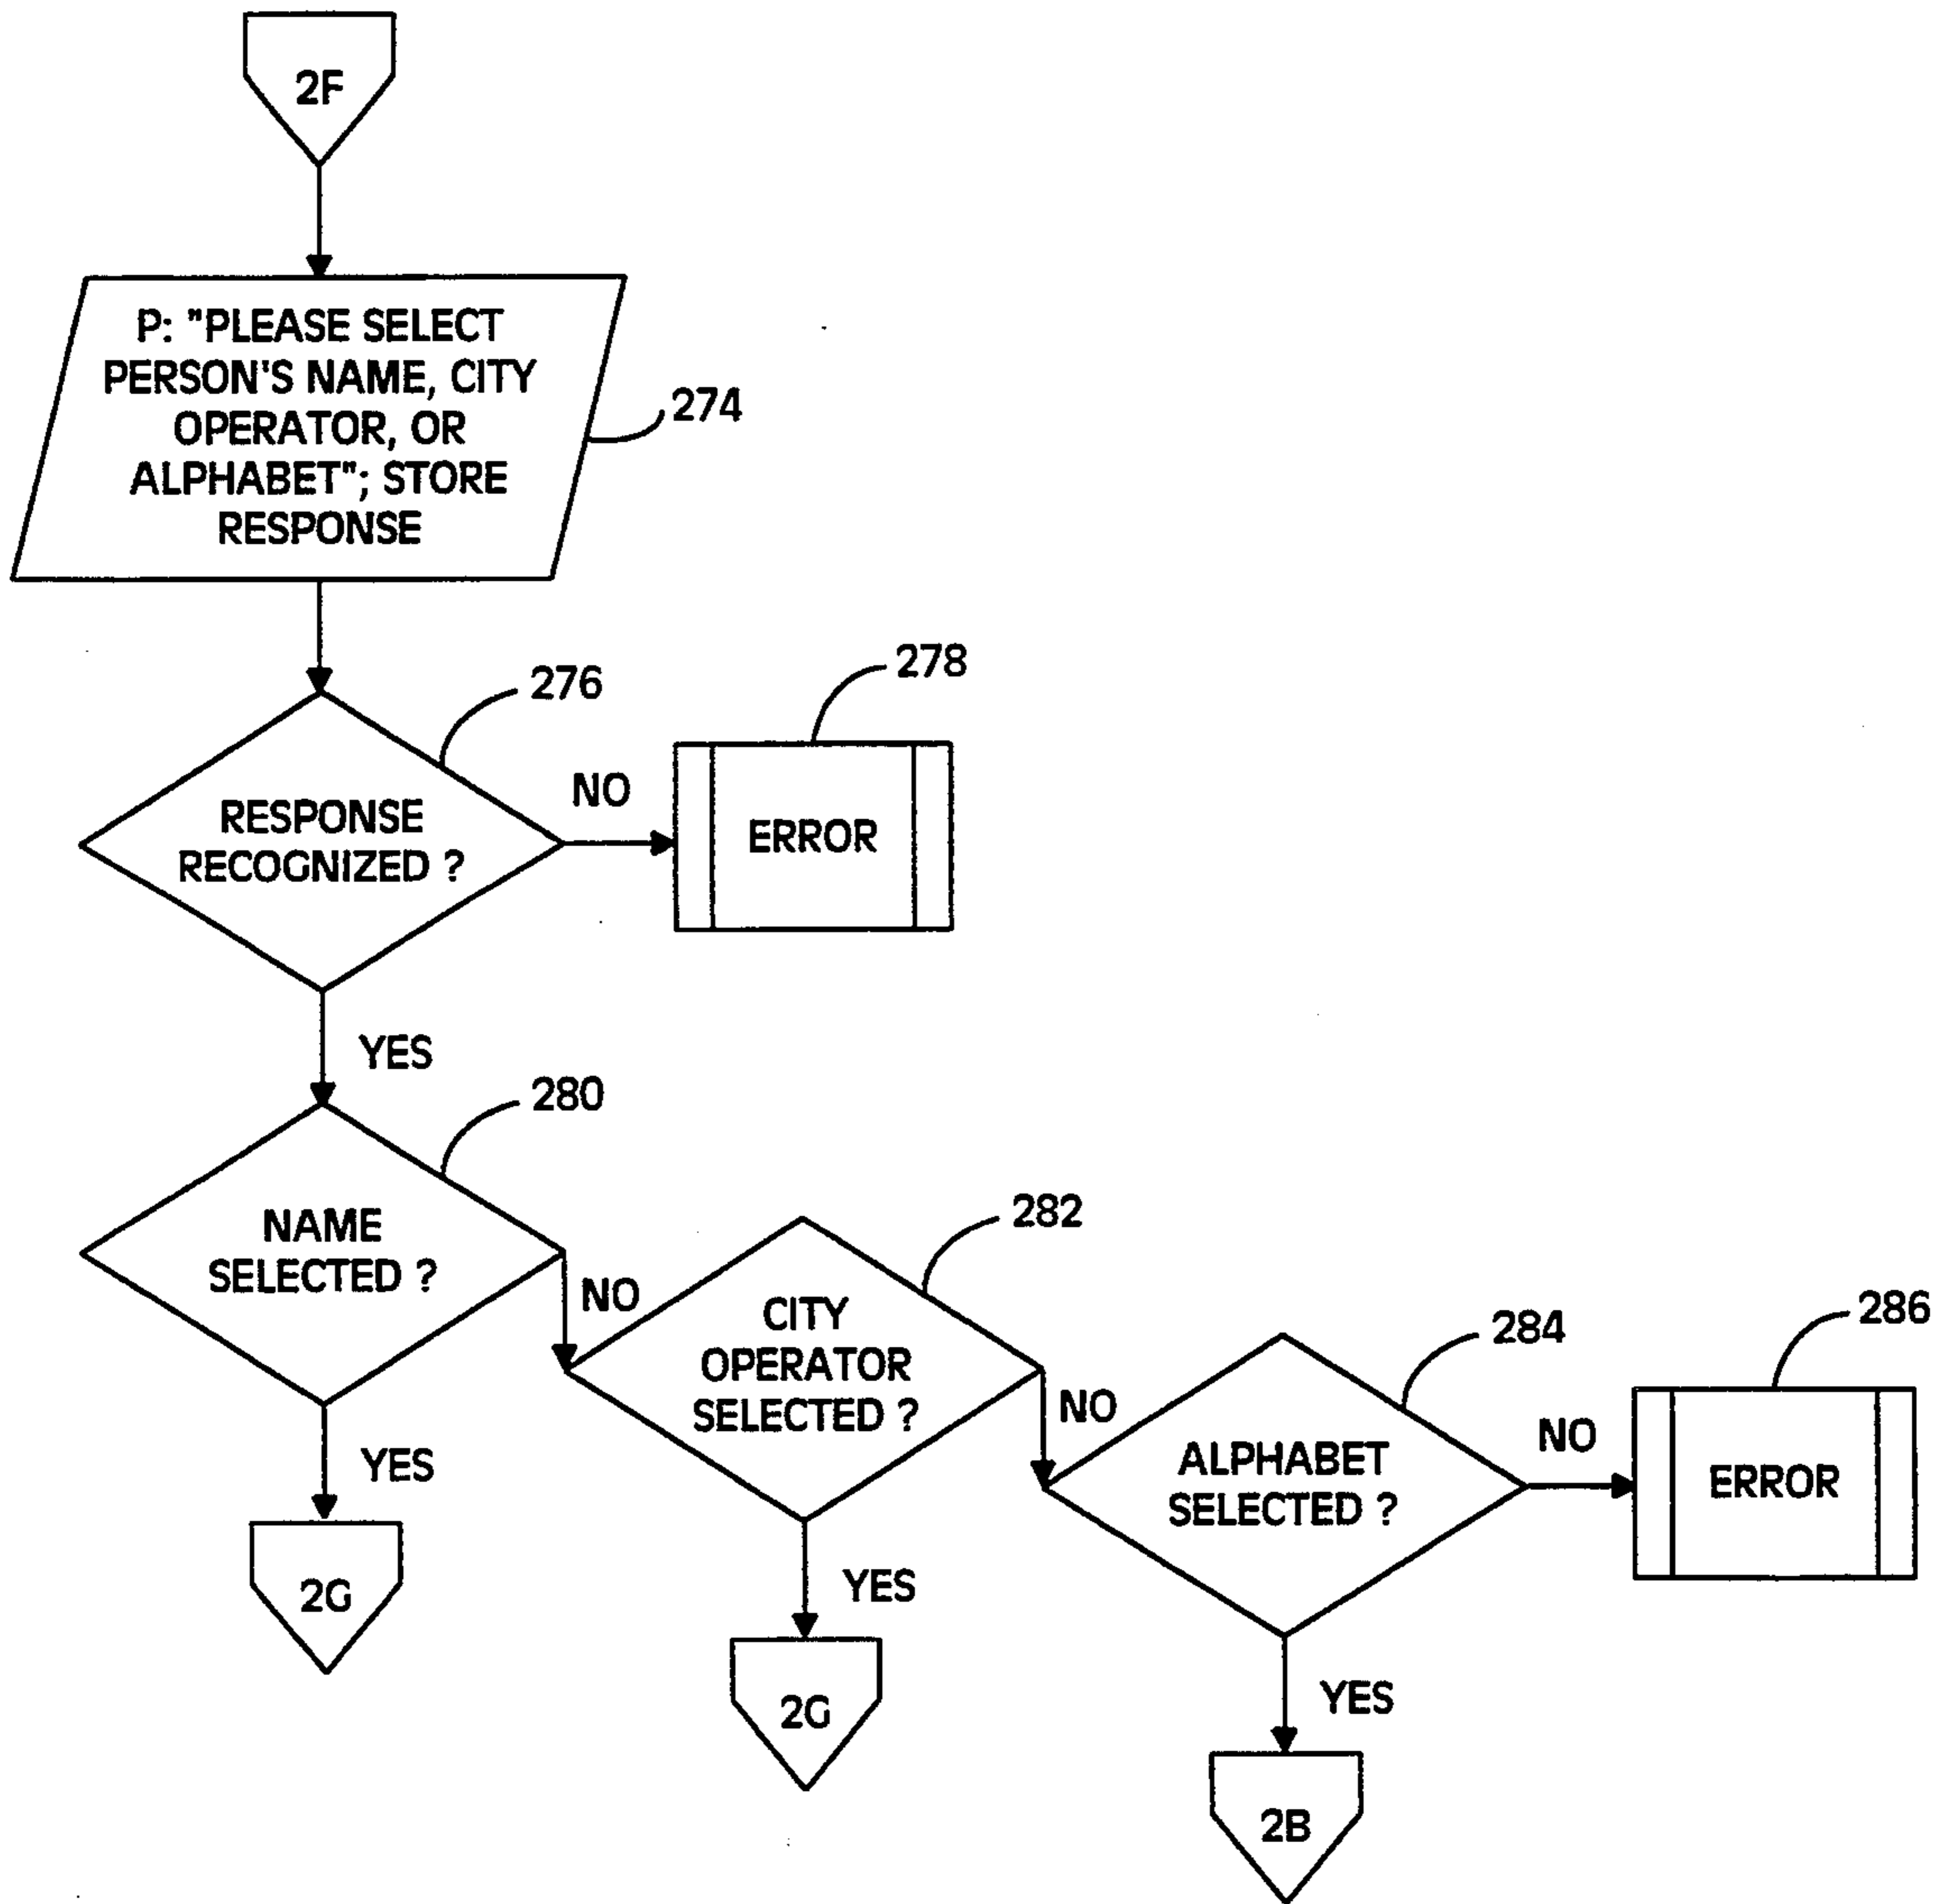 2F
P: "PLEASE SELECT
PERSON'S NAME, CITY
OPERATOR, OR
ALPHABET"; STORE
RESPONSE
274
276
278
RESPONSE
RECOGNIZED ?
NO
ERROR
YES
280
NAME
SELECTED ?
NO
282
CITY
OPERATOR
SELECTED ?
NO
284
ALPHABET
SELECTED ?
NO
286
ERROR
YES
2G
YES
2G
YES
2B